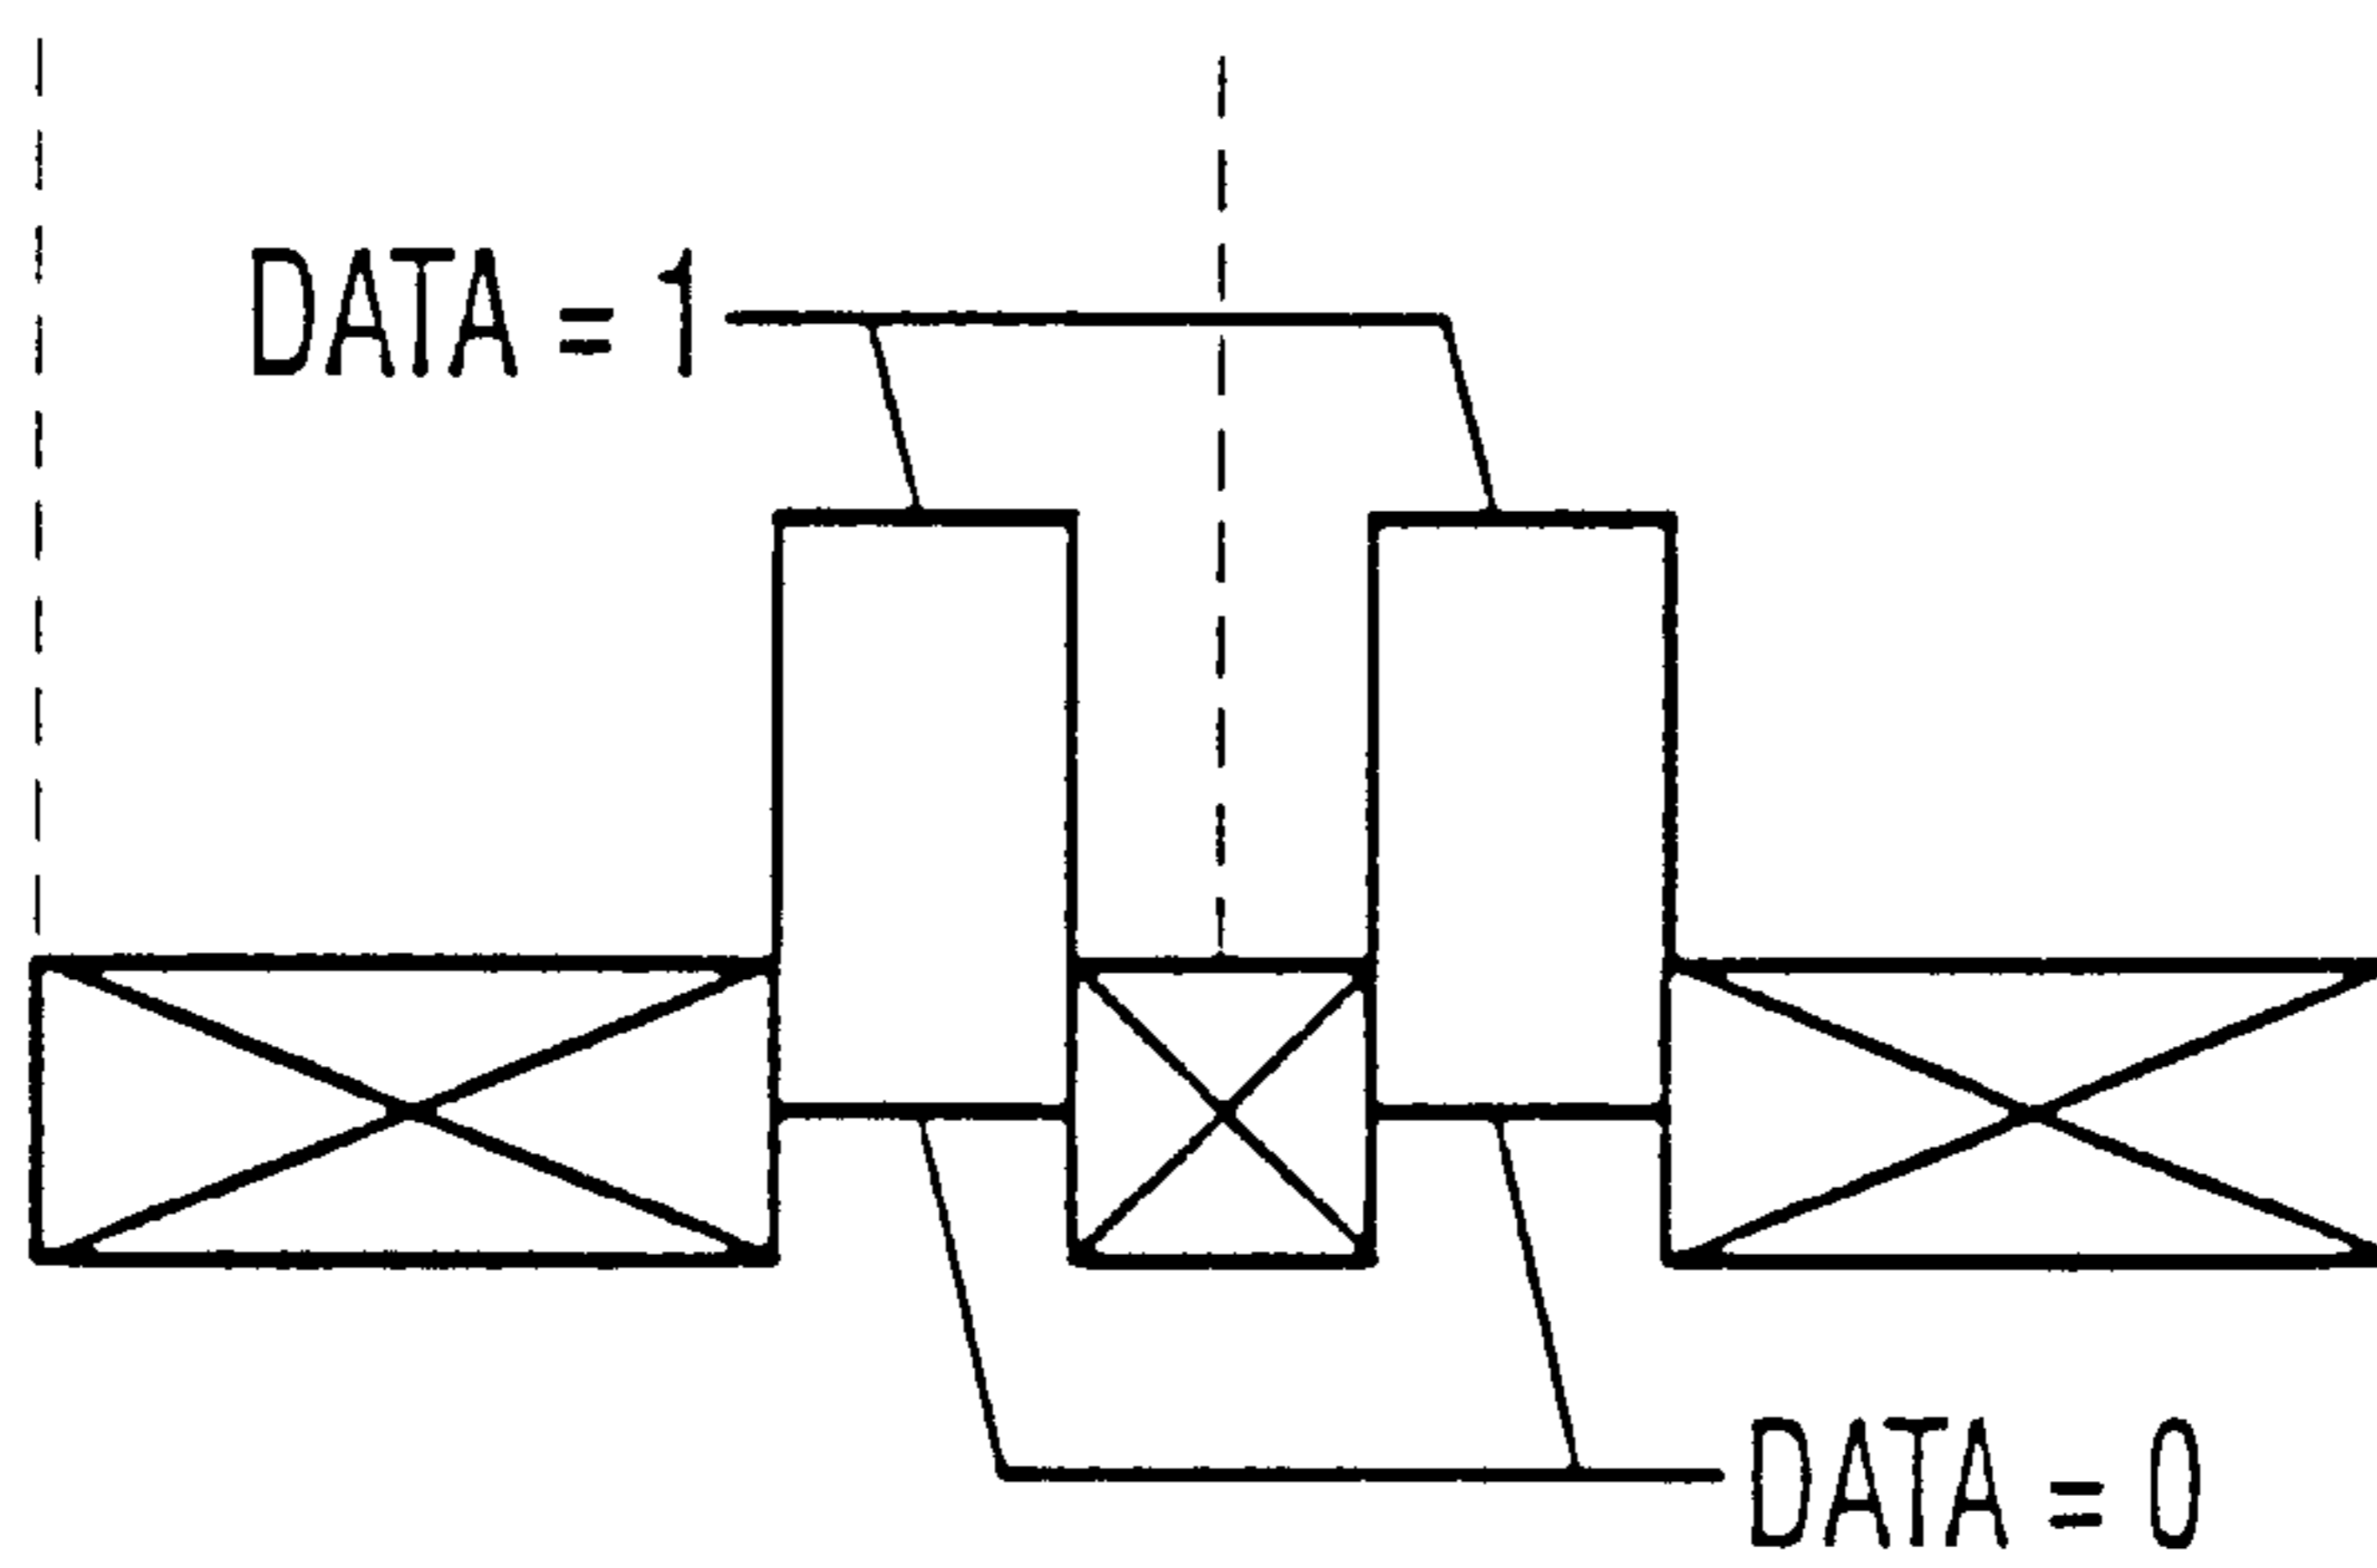 DATA = 1
DATA = 0